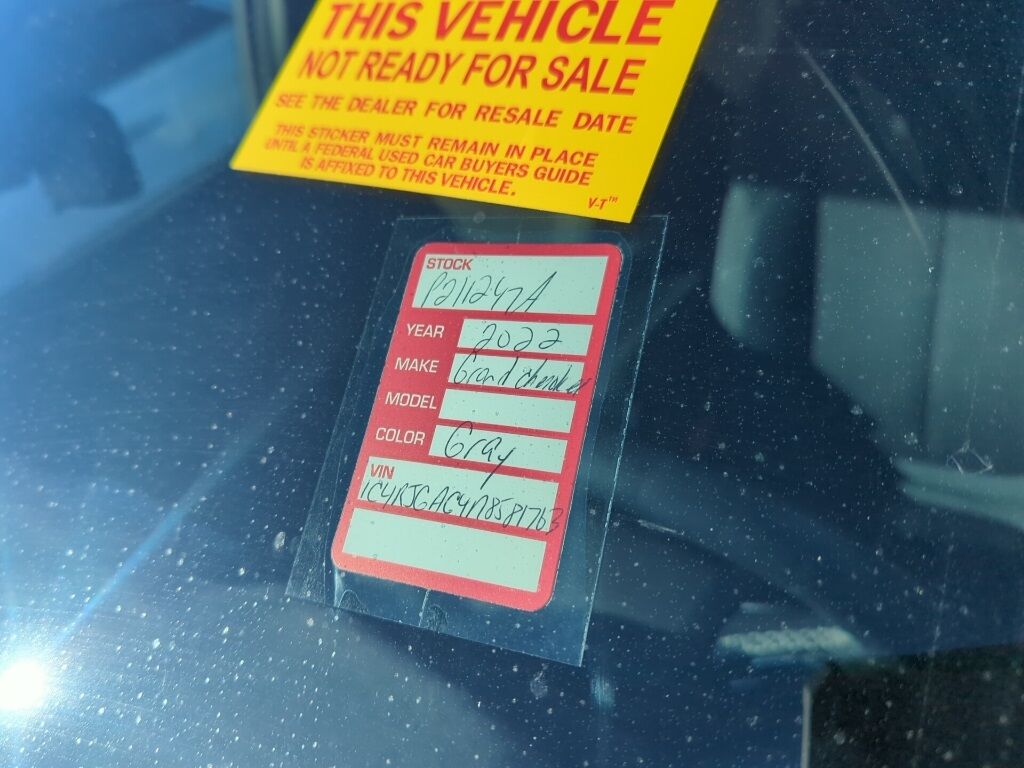 THIS VEHICLE
NOT READY FOR SALE
SEE THE DEALER FOR RESALE DATE
THIS STICKER MUST REMAIN IN PLACE
UNTIL A FEDERAL USED CAR BUYERS GUIDE
IS AFFIXED TO THIS VEHICLE.
V-T™
STOCK
P211247A
YEAR 2022
MAKE Grand cherokee
MODEL
COLOR Gray
VIN
1C4RJGAG4N8581763